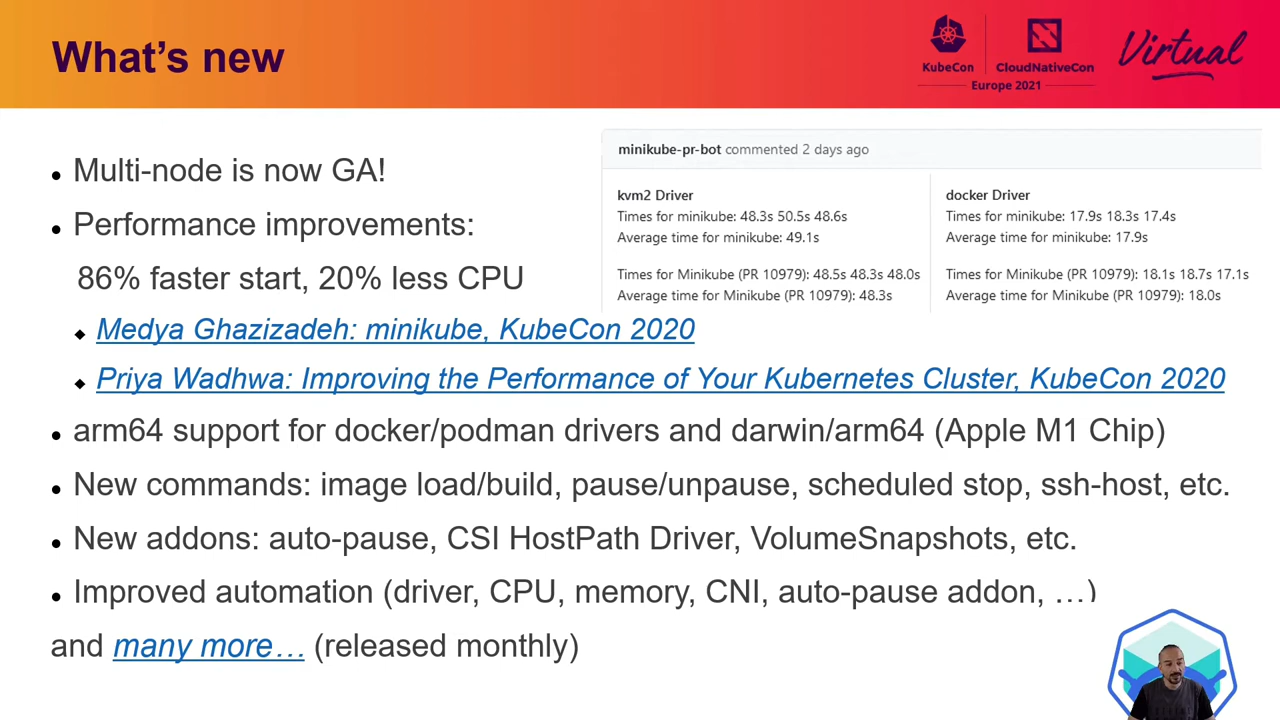 What's new
KubeCon
CloudNativeCon
Europe 2021
Virtual
Multi-node is now GA!
Performance improvements:
86% faster start, 20% less CPU
minikube-pr-bot commented 2 days ago
kvm2 Driver
Times for minikube: 48.3s 50.5s 48.6s
Average time for minikube: 49.1s
Times for Minikube (PR 10979): 48.5s 48.3s 48.0s
Average time for Minikube (PR 10979): 48.3s
docker Driver
Times for minikube: 17.9s 18.3s 17.4s
Average time for minikube: 17.9s
Times for Minikube (PR 10979): 18.1s 18.7s 17.1s
Average time for Minikube (PR 10979): 18.0s
Medya Ghazizadeh: minikube, KubeCon 2020
Priya Wadhwa: Improving the Performance of Your Kubernetes Cluster, KubeCon 2020
arm64 support for docker/podman drivers and darwin/arm64 (Apple M1 Chip)
New commands: image load/build, pause/unpause, scheduled stop, ssh-host, etc.
New addons: auto-pause, CSI HostPath Driver, VolumeSnapshots, etc.
Improved automation (driver, CPU, memory, CNI, auto-pause addon, …)
and many more… (released monthly)